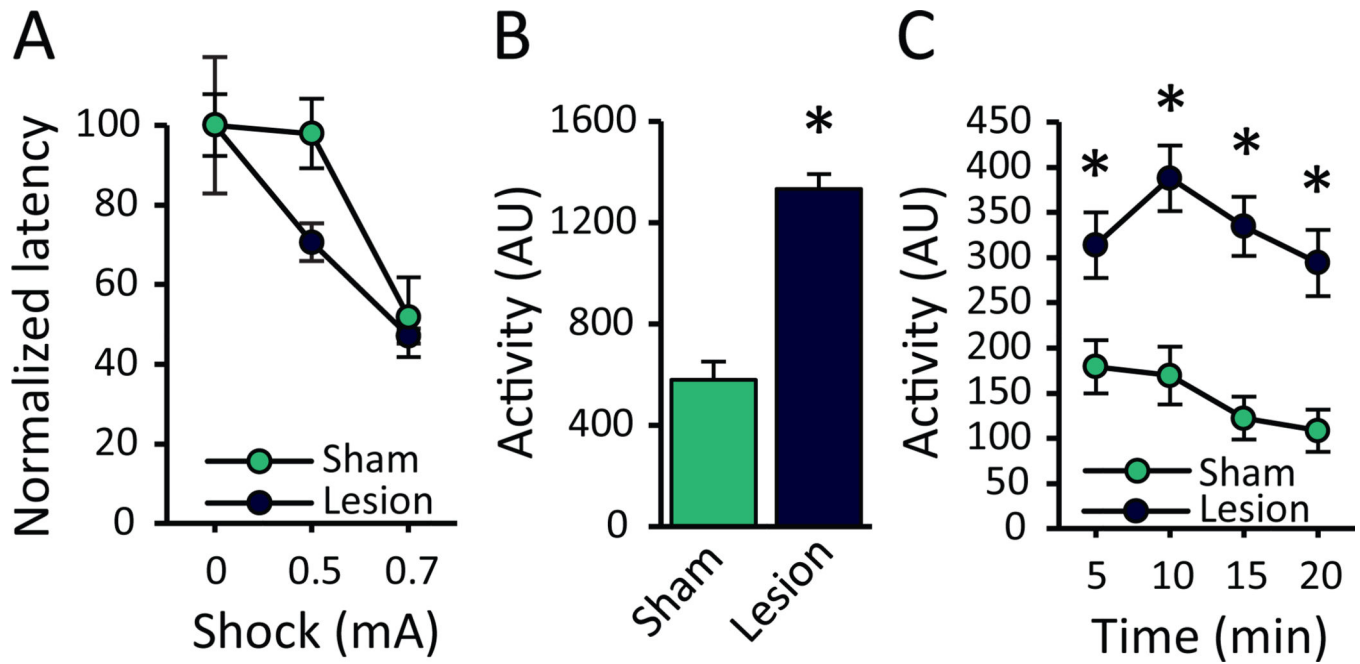 A
Normalized latency
100
80
60
40
20
0
Sham
Lesion
0 0.5 0.7
Shock (mA)
B
*
Activity (AU)
1600
1200
800
400
0
Sham
Lesion
C
* * * *
Activity (AU)
450
400
350
300
250
200
150
100
50
0
Sham
Lesion
5 10 15 20
Time (min)